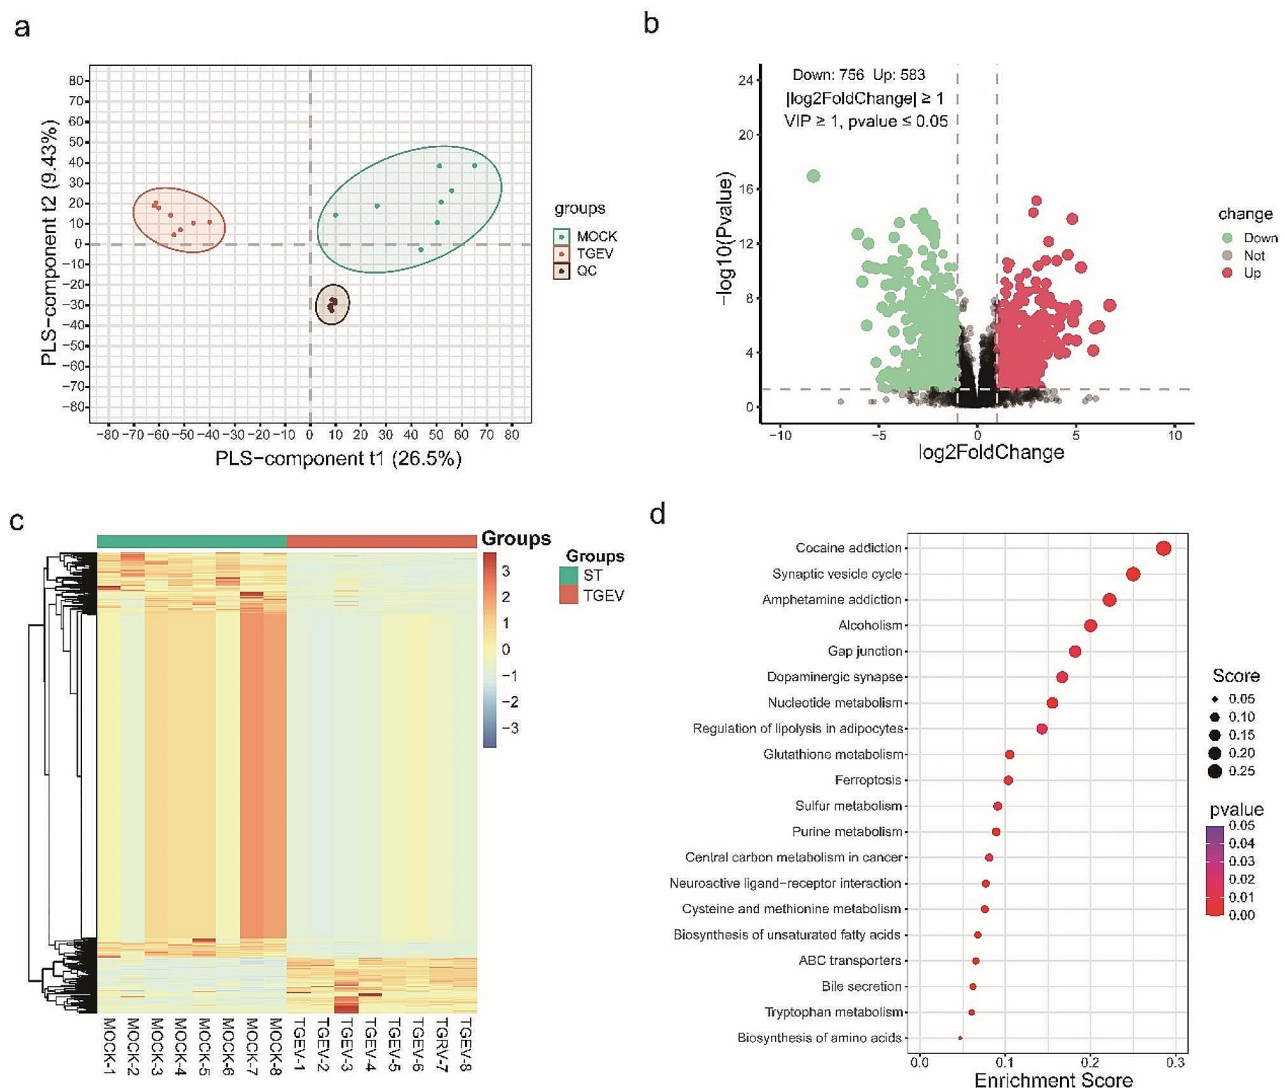 a
PLS-component t2 (9.43%)
80
70
60
50
40
30
20
10
0
-10
-20
-30
-40
-50
-60
-70
-80
-80 -70 -60 -50 -40 -30 -20 -10 0 10 20 30 40 50 60 70 80
PLS-component t1 (26.5%)
groups
MOCK
TGEV
QC
b
Down: 756 Up: 583
|log2FoldChange| ≥ 1
VIP ≥ 1, pvalue ≤ 0.05
-log10(Pvalue)
24
20
16
12
8
4
0
-10 -5 0 5 10
log2FoldChange
change
Down
Not
Up
c
Groups
3
2
1
0
-1
-2
-3
Groups
ST
TGEV
MOCK-1
MOCK-2
MOCK-3
MOCK-4
MOCK-5
MOCK-6
MOCK-7
MOCK-8
TGEV-1
TGEV-2
TGEV-3
TGEV-4
TGEV-5
TGEV-6
TGRV-7
TGEV-8
d
Cocaine addiction
Synaptic vesicle cycle
Amphetamine addiction
Alcoholism
Gap junction
Dopaminergic synapse
Nucleotide metabolism
Regulation of lipolysis in adipocytes
Glutathione metabolism
Ferroptosis
Sulfur metabolism
Purine metabolism
Central carbon metabolism in cancer
Neuroactive ligand-receptor interaction
Cysteine and methionine metabolism
Biosynthesis of unsaturated fatty acids
ABC transporters
Bile secretion
Tryptophan metabolism
Biosynthesis of amino acids
0.0 0.1 0.2 0.3
Enrichment Score
Score
0.05
0.10
0.15
0.20
0.25
pvalue
0.05
0.04
0.03
0.02
0.01
0.00